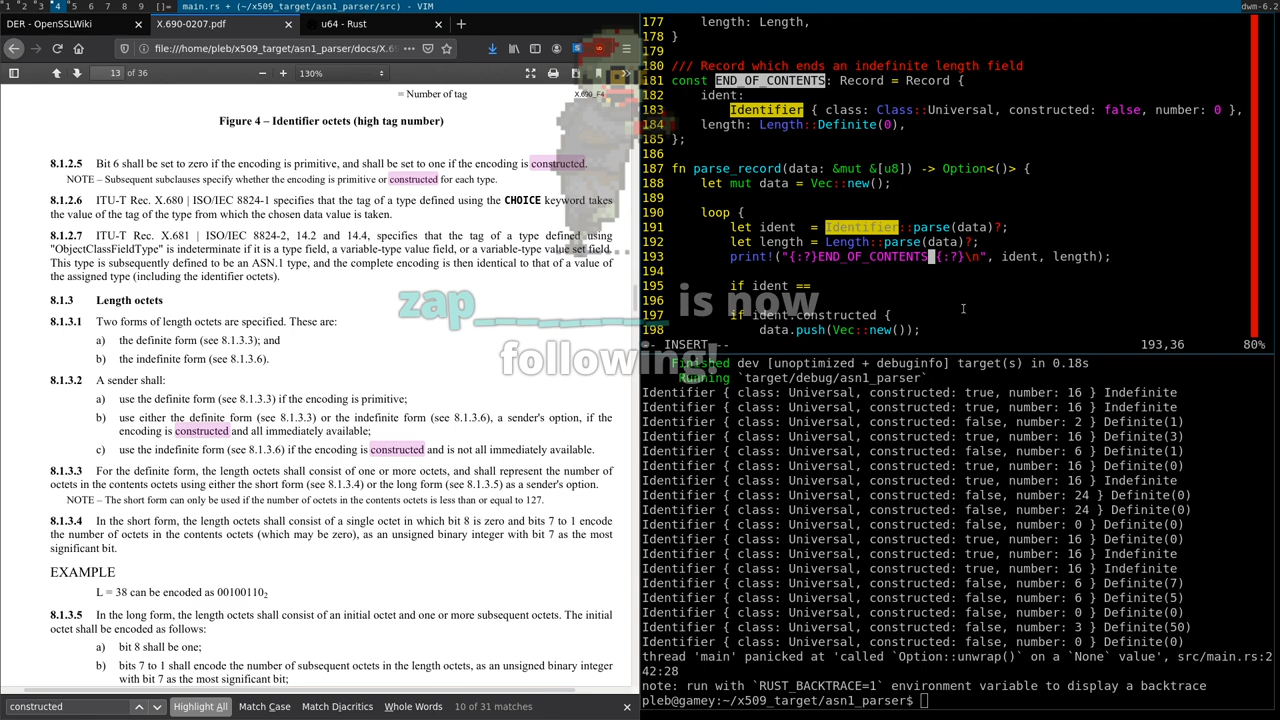 1 2 3 4 5 6 7 8 9 []= main.rs + (~/x509_target/asn1_parser/src) - VIM dwm-6.2
DER - OpenSSLWiki X.690-0207.pdf u64 - Rust
file:///home/pleb/x509_target/asn1_parser/docs/X.69
13 of 36 130%
= Number of tag X.690_F4
Figure 4 – Identifier octets (high tag number)
8.1.2.5 Bit 6 shall be set to zero if the encoding is primitive, and shall be set to one if the encoding is constructed.
NOTE – Subsequent subclauses specify whether the encoding is primitive or constructed for each type.
8.1.2.6 ITU-T Rec. X.680 | ISO/IEC 8824-1 specifies that the tag of a type defined using the CHOICE keyword takes
the value of the tag of the type from which the chosen data value is taken.
8.1.2.7 ITU-T Rec. X.681 | ISO/IEC 8824-2, 14.2 and 14.4, specifies that the tag of a type defined using
"ObjectClassFieldType" is indeterminate if it is a type field, a variable-type value field, or a variable-type value set field.
This type is subsequently defined to be an ASN.1 type, and the complete encoding is then identical to that of a value of
the assigned type (including the identifier octets).
8.1.3 Length octets
8.1.3.1 Two forms of length octets are specified. These are:
a) the definite form (see 8.1.3.3); and
b) the indefinite form (see 8.1.3.6).
8.1.3.2 A sender shall:
a) use the definite form (see 8.1.3.3) if the encoding is primitive;
b) use either the definite form (see 8.1.3.3) or the indefinite form (see 8.1.3.6), a sender's option, if the
encoding is constructed and all immediately available;
c) use the indefinite form (see 8.1.3.6) if the encoding is constructed and is not all immediately available.
8.1.3.3 For the definite form, the length octets shall consist of one or more octets, and shall represent the number of
octets in the contents octets using either the short form (see 8.1.3.4) or the long form (see 8.1.3.5) as a sender's option.
NOTE – The short form can only be used if the number of octets in the contents octets is less than or equal to 127.
8.1.3.4 In the short form, the length octets shall consist of a single octet in which bit 8 is zero and bits 7 to 1 encode
the number of octets in the contents octets (which may be zero), as an unsigned binary integer with bit 7 as the most
significant bit.
EXAMPLE
L = 38 can be encoded as 00100110₂
8.1.3.5 In the long form, the length octets shall consist of an initial octet and one or more subsequent octets. The initial
octet shall be encoded as follows:
a) bit 8 shall be one;
b) bits 7 to 1 shall encode the number of subsequent octets in the length octets, as an unsigned binary integer
with bit 7 as the most significant bit;
constructed Highlight All Match Case Match Diacritics Whole Words 10 of 31 matches
zap_______ is now
following!
177 length: Length,
178 }
179
180 /// Record which ends an indefinite length field
181 const END_OF_CONTENTS: Record = Record {
182 ident:
183 Identifier { class: Class::Universal, constructed: false, number: 0 },
184 length: Length::Definite(0),
185 };
186
187 fn parse_record(data: &mut &[u8]) -> Option<()> {
188 let mut data = Vec::new();
189
190 loop {
191 let ident  = Identifier::parse(data)?;
192 let length = Length::parse(data)?;
193 print!("{:?}END_OF_CONTENTS {:?}\n", ident, length);
194
195 if ident ==
196
197 if ident.constructed {
198 data.push(Vec::new());
-- INSERT -- 193,36 80%
Finished dev [unoptimized + debuginfo] target(s) in 0.18s
Running `target/debug/asn1_parser`
Identifier { class: Universal, constructed: true, number: 16 } Indefinite
Identifier { class: Universal, constructed: true, number: 16 } Indefinite
Identifier { class: Universal, constructed: false, number: 2 } Definite(1)
Identifier { class: Universal, constructed: true, number: 16 } Definite(3)
Identifier { class: Universal, constructed: false, number: 6 } Definite(1)
Identifier { class: Universal, constructed: true, number: 16 } Definite(0)
Identifier { class: Universal, constructed: true, number: 16 } Indefinite
Identifier { class: Universal, constructed: false, number: 24 } Definite(0)
Identifier { class: Universal, constructed: false, number: 24 } Definite(0)
Identifier { class: Universal, constructed: false, number: 0 } Definite(0)
Identifier { class: Universal, constructed: true, number: 16 } Definite(0)
Identifier { class: Universal, constructed: true, number: 16 } Indefinite
Identifier { class: Universal, constructed: true, number: 16 } Indefinite
Identifier { class: Universal, constructed: false, number: 6 } Definite(7)
Identifier { class: Universal, constructed: false, number: 6 } Definite(5)
Identifier { class: Universal, constructed: false, number: 0 } Definite(0)
Identifier { class: Universal, constructed: false, number: 3 } Definite(50)
Identifier { class: Universal, constructed: false, number: 0 } Definite(0)
thread 'main' panicked at 'called `Option::unwrap()` on a `None` value', src/main.rs:2
42:28
note: run with `RUST_BACKTRACE=1` environment variable to display a backtrace
pleb@gamey:~/x509_target/asn1_parser$